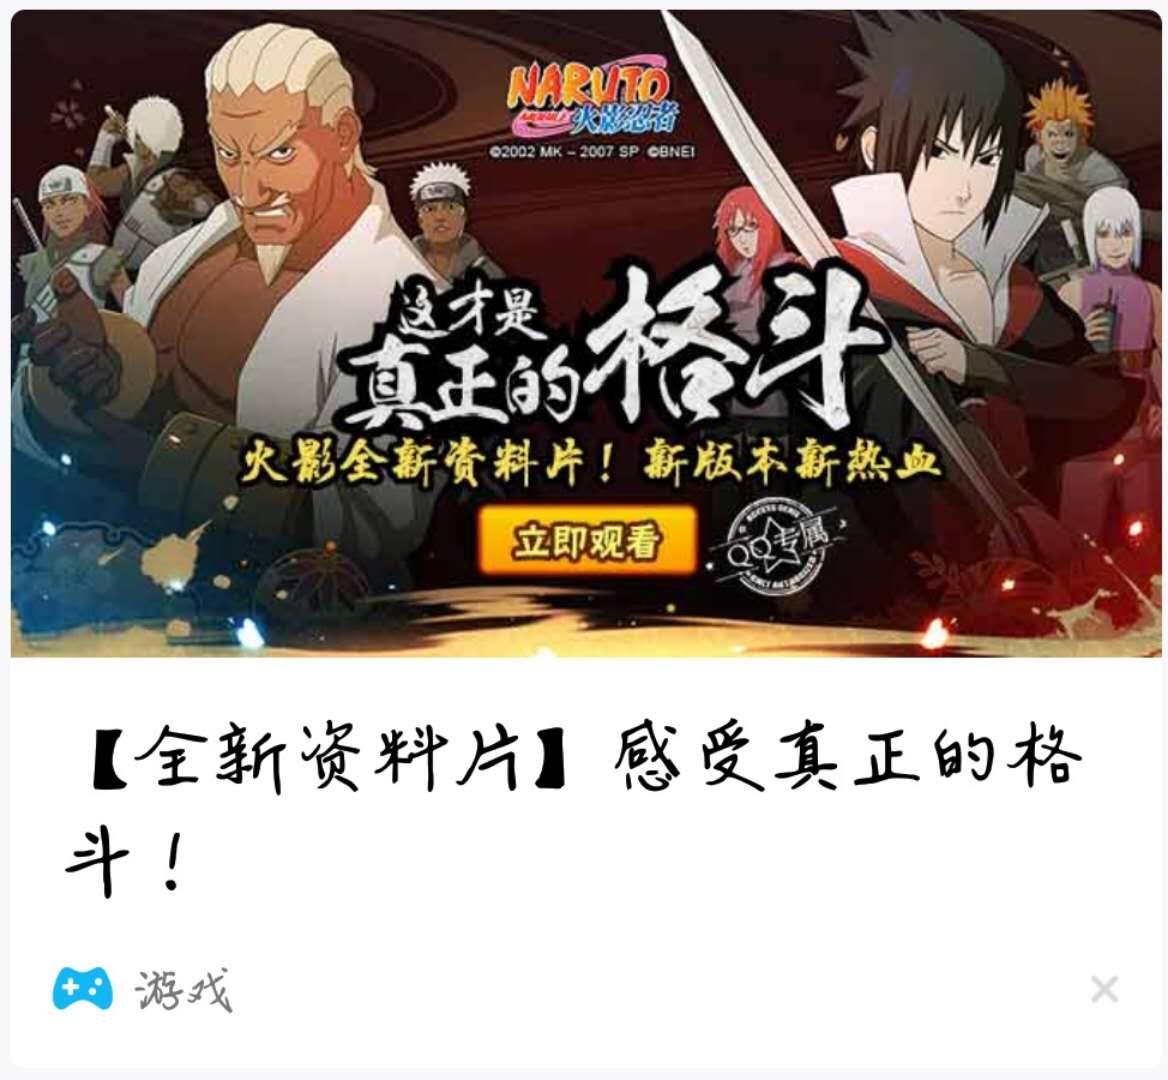 NARUTO
MOBILE 火影忍者
©2002 MK – 2007 SP ©BNEI
这才是
真正的格斗
火影全新资料片！新版本新热血
立即观看
QQ专属
【全新资料片】感受真正的格
斗！
游戏